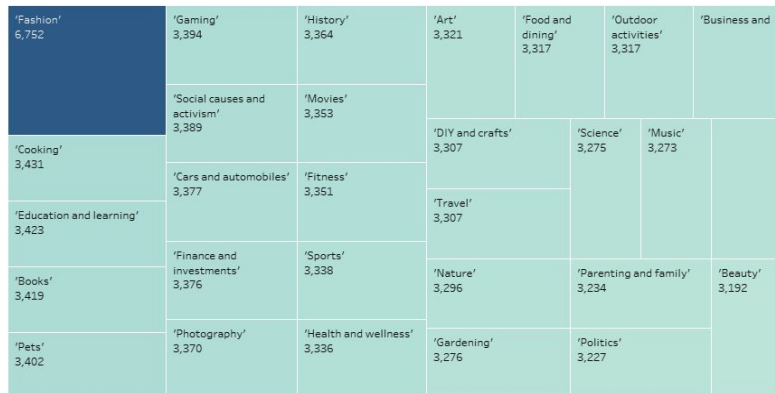 'Fashion'
6,752
'Cooking'
3,431
'Education and learning'
3,423
'Books'
3,419
'Pets'
3,402
'Gaming'
3,394
'Social causes and
activism'
3,389
'Cars and automobiles'
3,377
'Finance and
investments'
3,376
'Photography'
3,370
'History'
3,364
'Movies'
3,353
'Fitness'
3,351
'Sports'
3,338
'Health and wellness'
3,336
'Art'
3,321
'Food and
dining'
3,317
'Outdoor
activities'
3,317
'Business and
'DIY and crafts'
3,307
'Travel'
3,307
'Nature'
3,296
'Gardening'
3,276
'Science'
3,275
'Music'
3,273
'Parenting and family'
3,234
'Politics'
3,227
'Beauty'
3,192